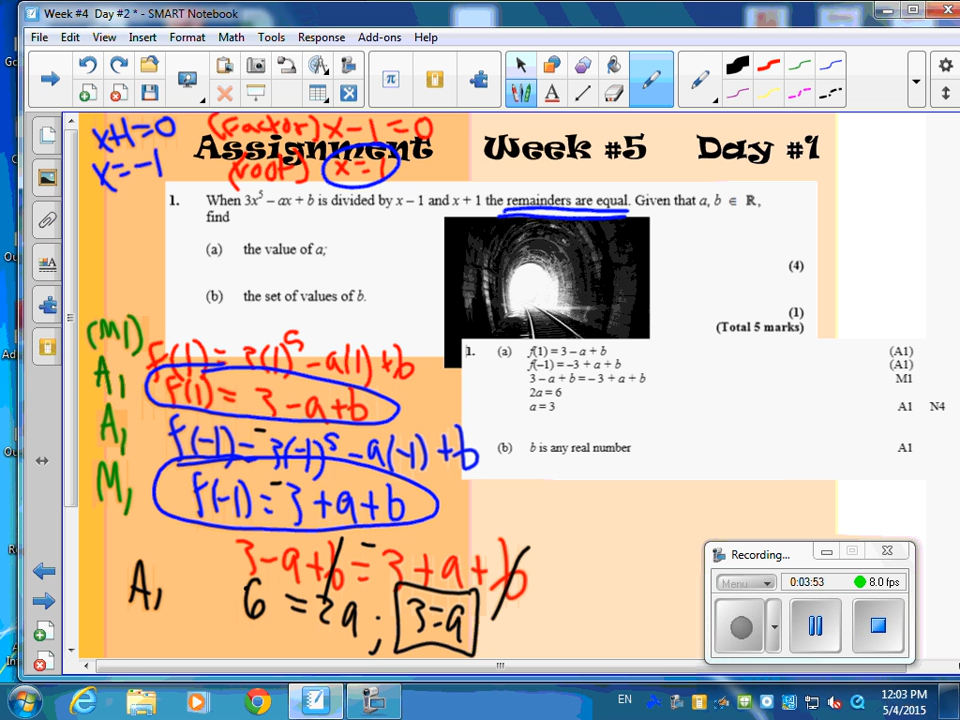 Week #4 Day #2 * - SMART Notebook
File Edit View Insert Format Math Tools Response Add-ons Help
π
A
x+1=0
(factor) x-1=0
Assignment Week #5 Day #1
x=-1
(root) x=1
1. When 3x⁵ – ax + b is divided by x – 1 and x + 1 the remainders are equal. Given that a, b ∈ ℝ,
find
(a) the value of a;
(4)
(b) the set of values of b.
(1)
(Total 5 marks)
(M1)
f(1) = 3(1)⁵ - a(1) + b
A1
f(1) = 3-a+b
A1
f(-1) = 3(-1)⁵ - a(-1) + b
M1
f(-1) = -3+a+b
3-a+b = -3+a+b
A1
6 = 2a; 3=a
1. (a) f(1) = 3 – a + b (A1)
f(–1) = –3 + a + b (A1)
3 – a + b = –3 + a + b M1
2a = 6
a = 3 A1 N4
(b) b is any real number A1
Recording...
Menu 0:03:53 8.0 fps
EN
12:03 PM
5/4/2015